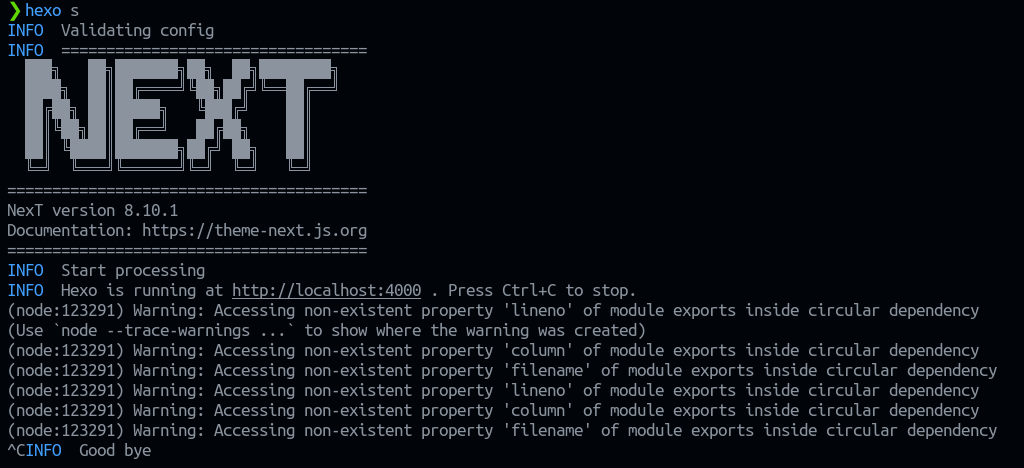 ❯ hexo s
INFO  Validating config
INFO  ==================================
NEXT
========================================
NexT version 8.10.1
Documentation: https://theme-next.js.org
========================================
INFO  Start processing
INFO  Hexo is running at http://localhost:4000 . Press Ctrl+C to stop.
(node:123291) Warning: Accessing non-existent property 'lineno' of module exports inside circular dependency
(Use `node --trace-warnings ...` to show where the warning was created)
(node:123291) Warning: Accessing non-existent property 'column' of module exports inside circular dependency
(node:123291) Warning: Accessing non-existent property 'filename' of module exports inside circular dependency
(node:123291) Warning: Accessing non-existent property 'lineno' of module exports inside circular dependency
(node:123291) Warning: Accessing non-existent property 'column' of module exports inside circular dependency
(node:123291) Warning: Accessing non-existent property 'filename' of module exports inside circular dependency
^CINFO  Good bye